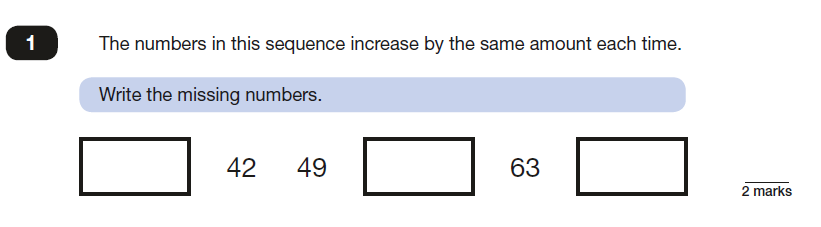 1 The numbers in this sequence increase by the same amount each time.
Write the missing numbers.
42 49 63
2 marks